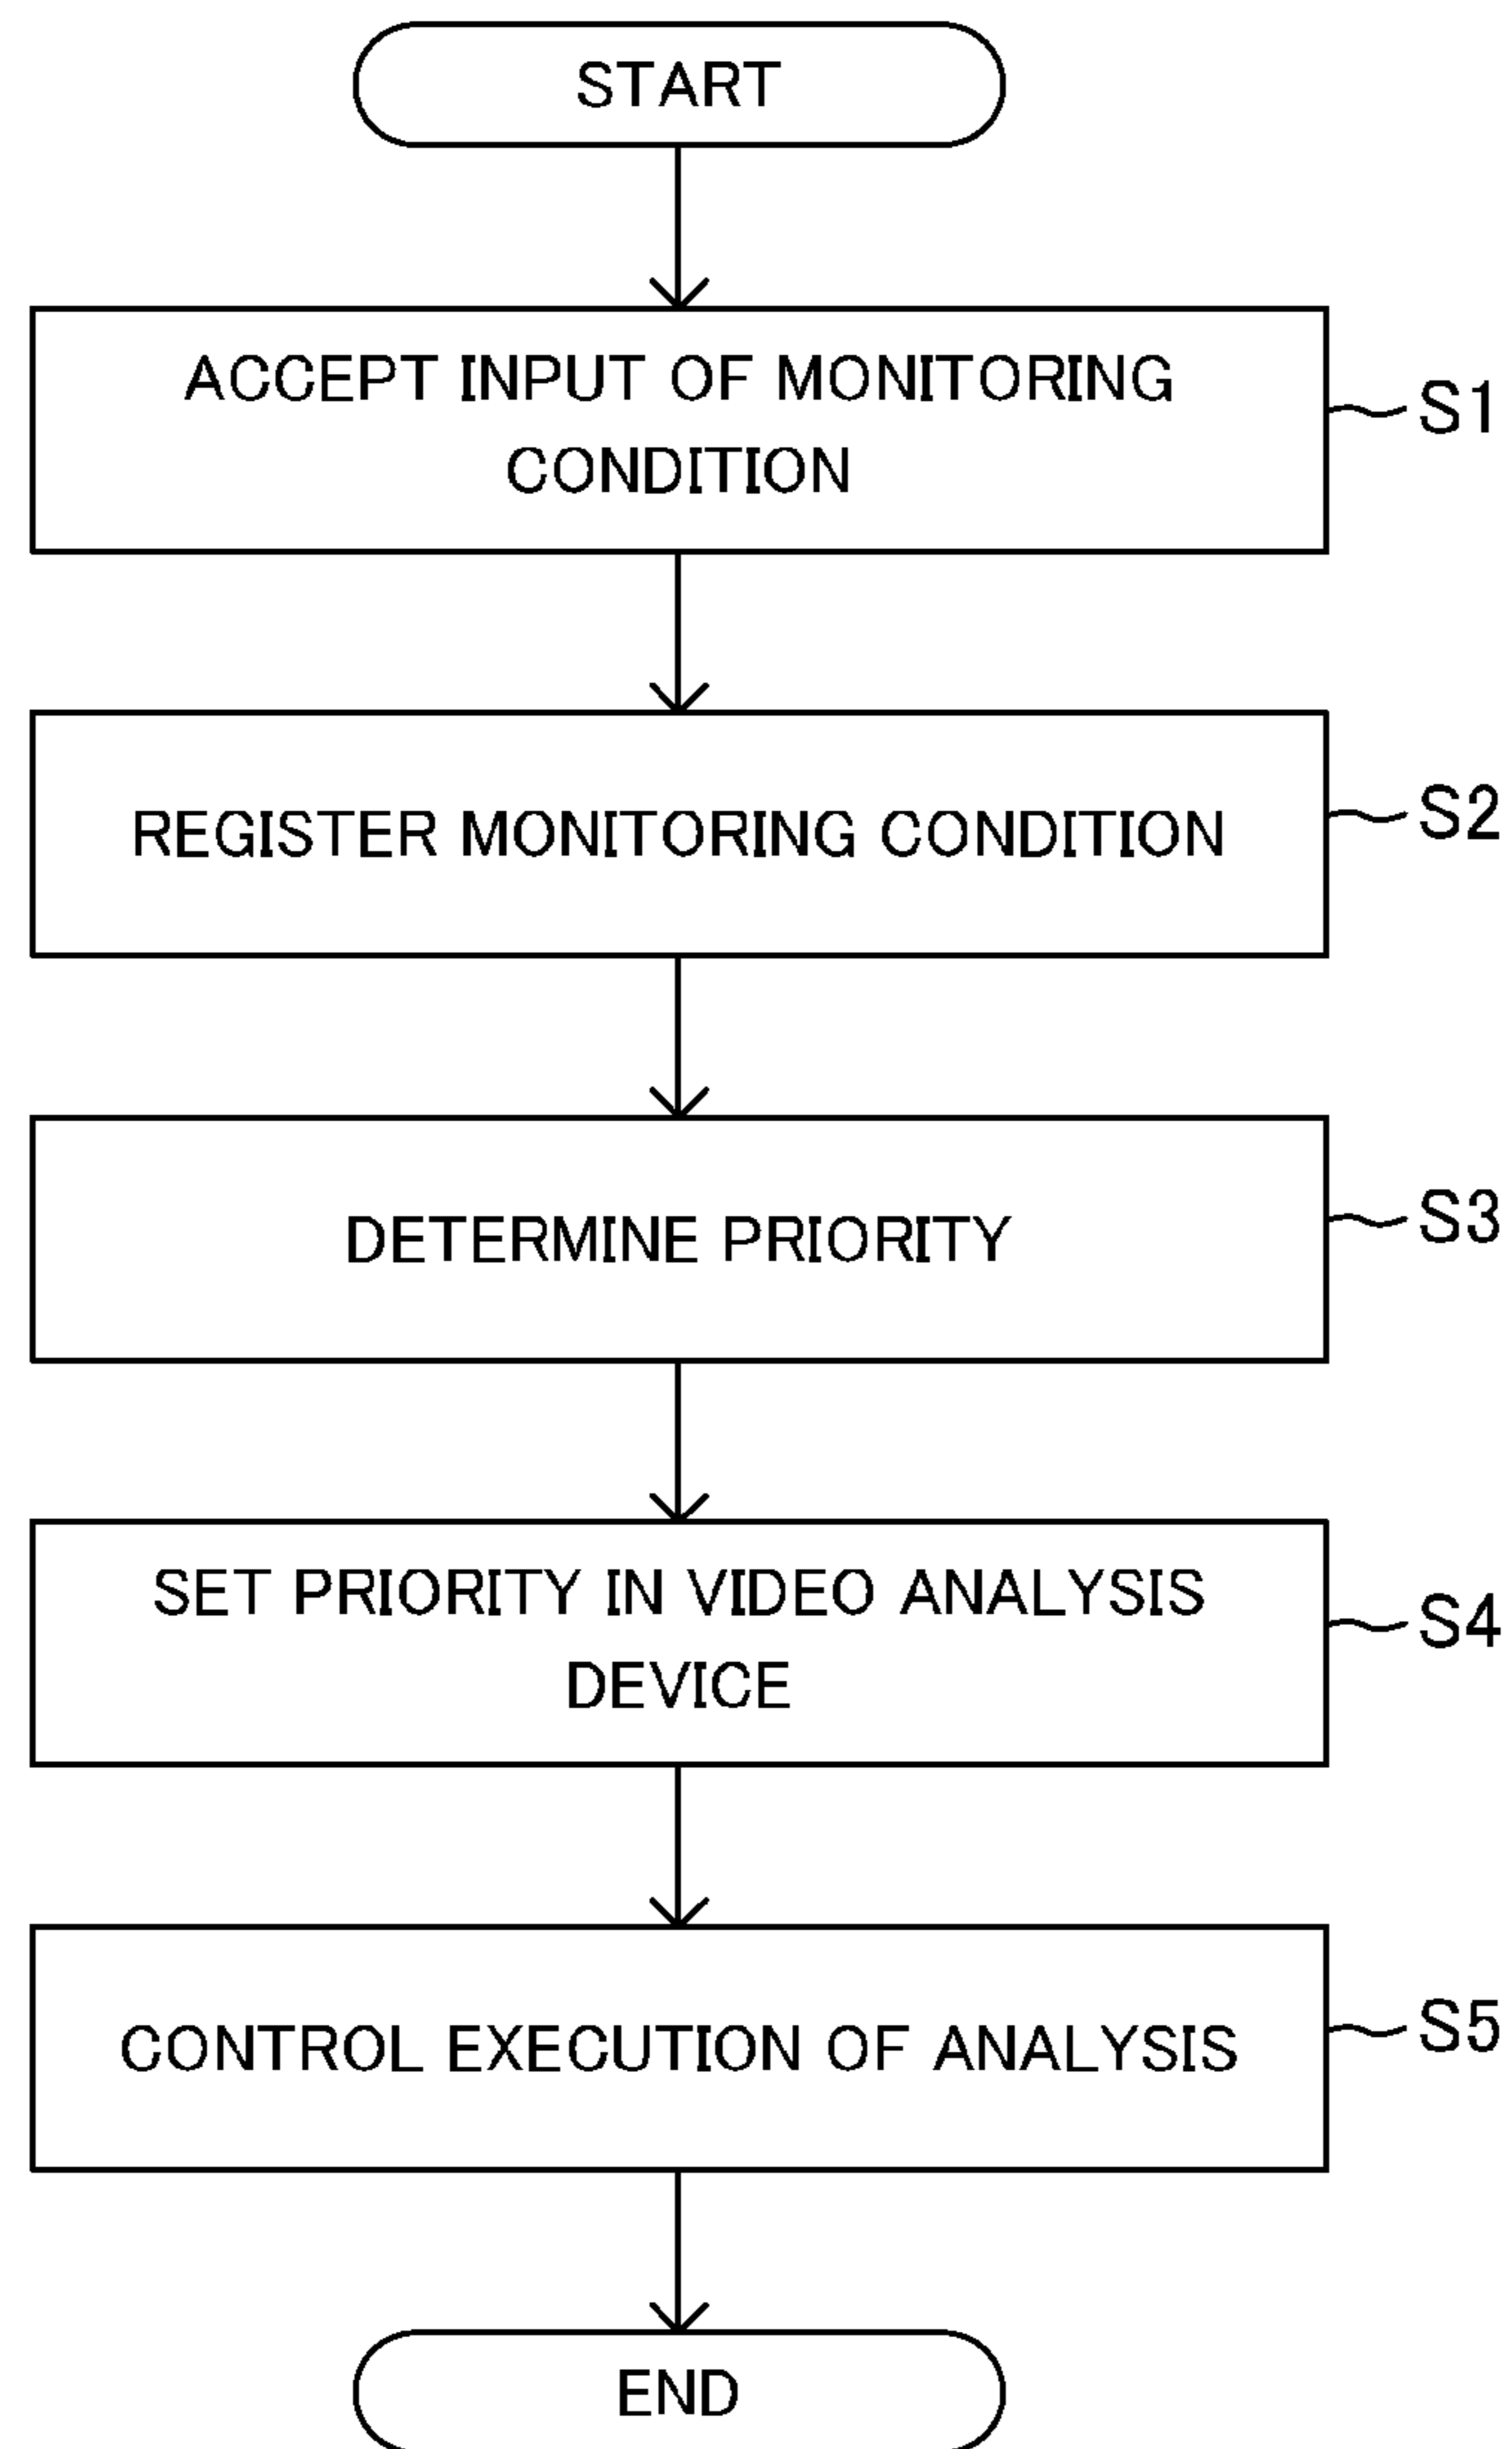 START
ACCEPT INPUT OF MONITORING
CONDITION
S1
REGISTER MONITORING CONDITION
S2
DETERMINE PRIORITY
S3
SET PRIORITY IN VIDEO ANALYSIS
DEVICE
S4
CONTROL EXECUTION OF ANALYSIS
S5
END